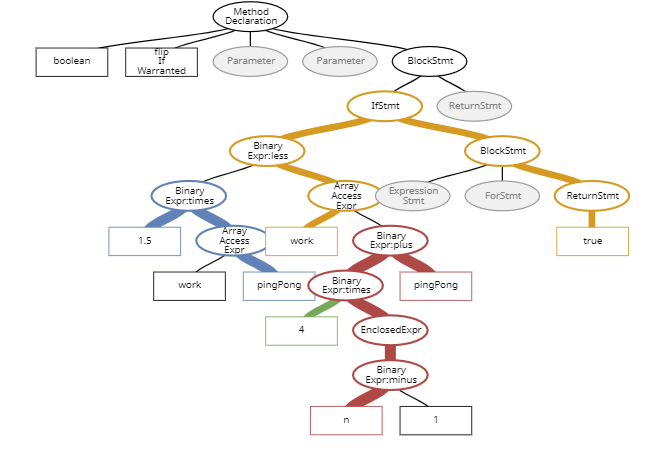 Method
Declaration
boolean
flip
If
Warranted
Parameter
Parameter
BlockStmt
IfStmt
ReturnStmt
Binary
Expr:less
BlockStmt
Binary
Expr:times
Array
Access
Expr
Expression
Stmt
ForStmt
ReturnStmt
1.5
Array
Access
Expr
work
Binary
Expr:plus
true
work
pingPong
Binary
Expr:times
pingPong
4
EnclosedExpr
Binary
Expr:minus
n
1